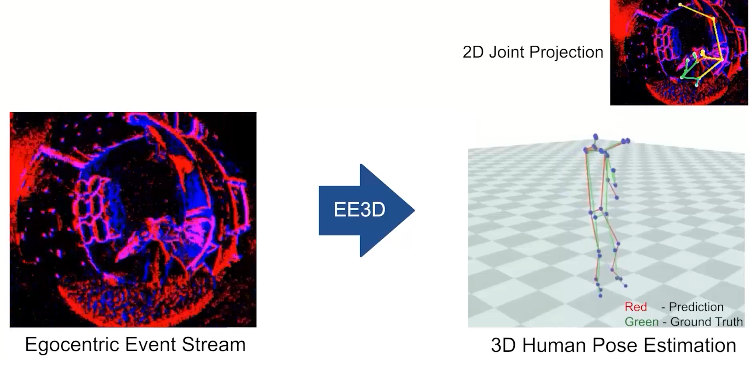 2D Joint Projection
EE3D
Red - Prediction
Green - Ground Truth
Egocentric Event Stream
3D Human Pose Estimation